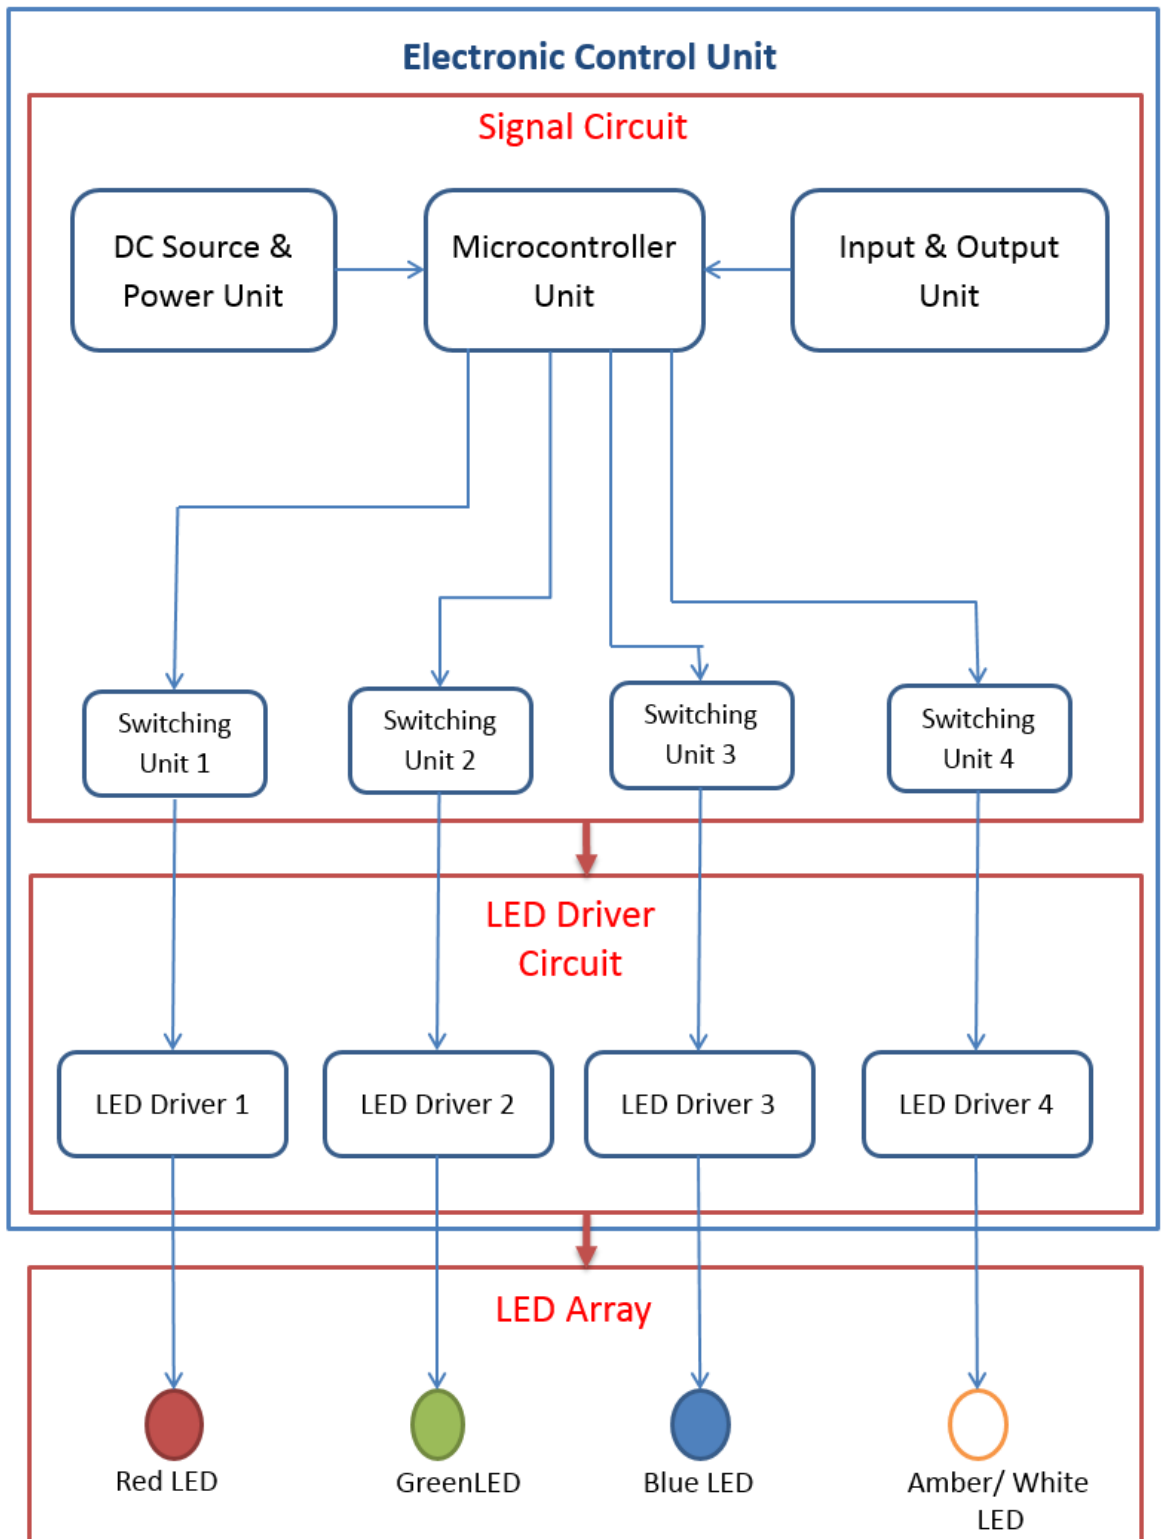 Electronic Control Unit
Signal Circuit
DC Source &
Power Unit
Microcontroller
Unit
Input & Output
Unit
Switching
Unit 1
Switching
Unit 2
Switching
Unit 3
Switching
Unit 4
LED Driver
Circuit
LED Driver 1
LED Driver 2
LED Driver 3
LED Driver 4
LED Array
Red LED
GreenLED
Blue LED
Amber/ White
LED